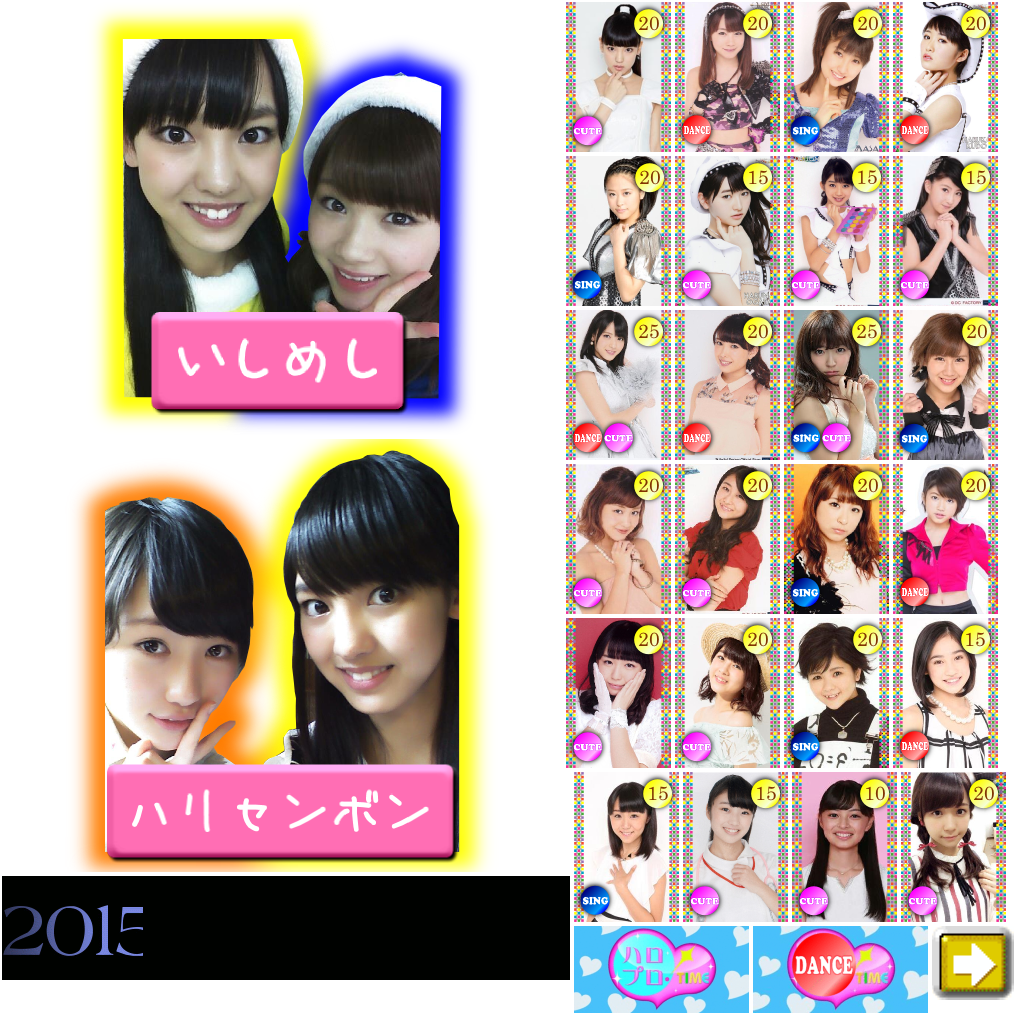 いしめし
ハリセンボン
2015
20 20 20 20
CUTE DANCE SING DANCE
20 15 15 15
SING CUTE CUTE CUTE
25 20 25 20
DANCE CUTE DANCE SING CUTE SING
20 20 20 20
CUTE CUTE SING DANCE
20 20 20 15
CUTE CUTE SING DANCE
15 15 10 20
SING CUTE CUTE CUTE
ハロ
プロ・TIME
DANCE
TIME